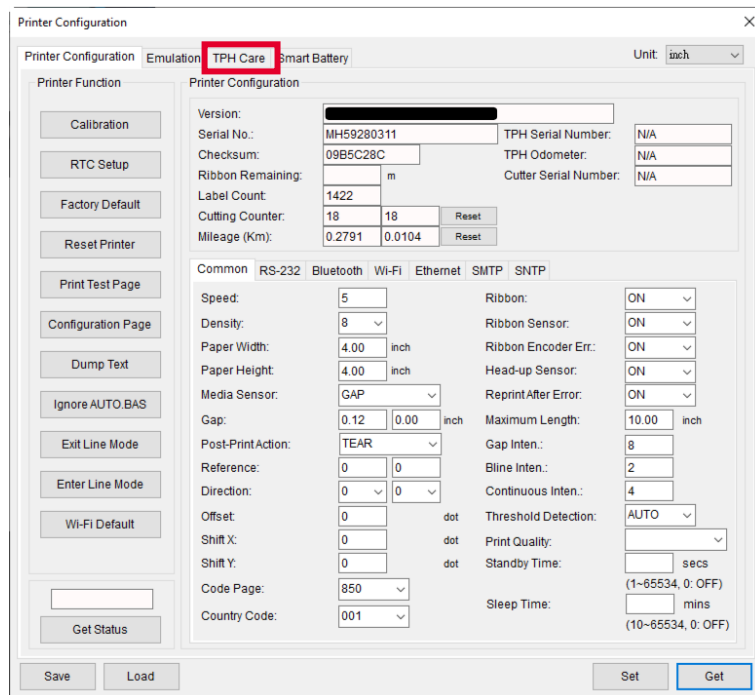 Printer Configuration
Printer Configuration Emulation TPH Care Smart Battery Unit: inch
Printer Function
Calibration
RTC Setup
Factory Default
Reset Printer
Print Test Page
Configuration Page
Dump Text
Ignore AUTO.BAS
Exit Line Mode
Enter Line Mode
Wi-Fi Default
Get Status
Printer Configuration
Version:
Serial No.: MH59280311 TPH Serial Number: N/A
Checksum: 09B5C28C TPH Odometer: N/A
Ribbon Remaining: m Cutter Serial Number: N/A
Label Count: 1422
Cutting Counter: 18 18 Reset
Mileage (Km): 0.2791 0.0104 Reset
Common RS-232 Bluetooth Wi-Fi Ethernet SMTP SNTP
Speed: 5 Ribbon: ON
Density: 8 Ribbon Sensor: ON
Paper Width: 4.00 inch Ribbon Encoder Err.: ON
Paper Height: 4.00 inch Head-up Sensor: ON
Media Sensor: GAP Reprint After Error: ON
Gap: 0.12 0.00 inch Maximum Length: 10.00 inch
Post-Print Action: TEAR Gap Inten.: 8
Reference: 0 0 Bline Inten.: 2
Direction: 0 0 Continuous Inten.: 4
Offset: 0 dot Threshold Detection: AUTO
Shift X: 0 dot Print Quality:
Shift Y: 0 dot Standby Time: secs
(1~65534, 0: OFF)
Code Page: 850
Sleep Time: mins
Country Code: 001
(10~65534, 0: OFF)
Save Load Set Get